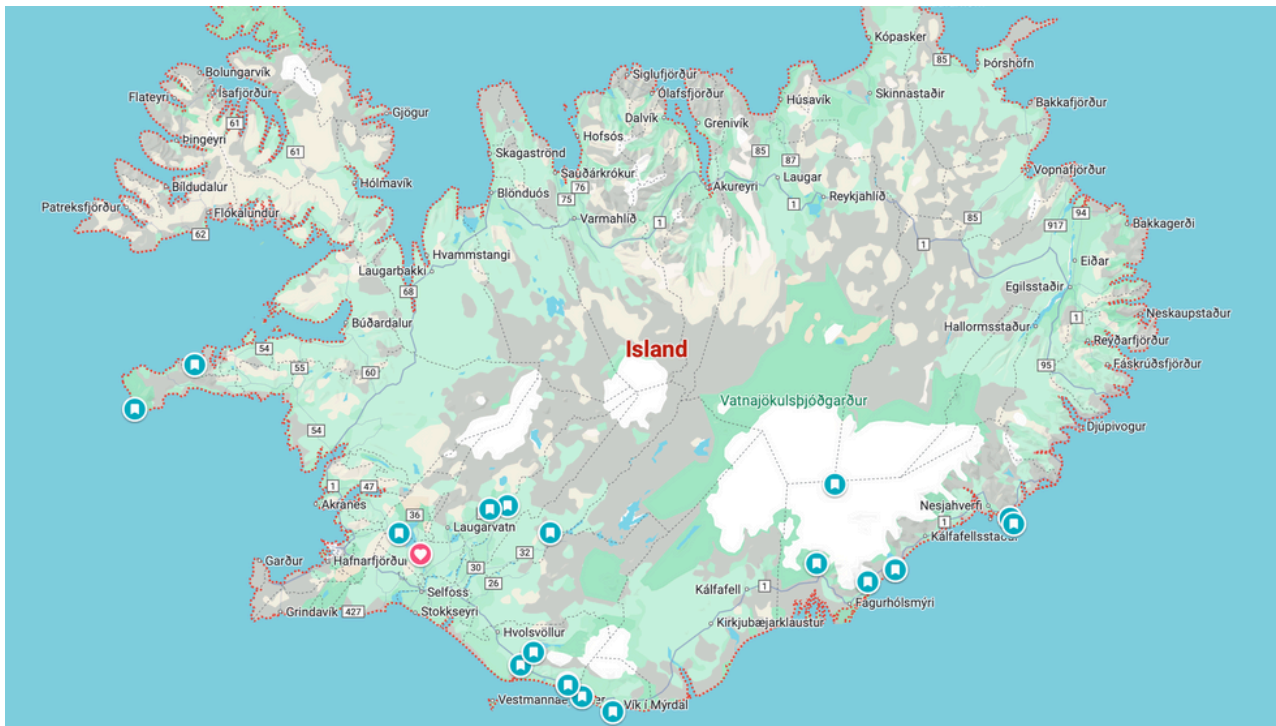 Kópasker
85
Þórshöfn
Bolungarvík
Siglufjörður
Ísafjörður
Flateyri
Ólafsfjörður
Húsavík
Skinnastaðir
Bakkafjörður
Gjögur
61
Dalvík
Grenivík
Þingeyri
Hofsós
61
Skagaströnd
85
87
Hólmavík
Sauðárkrókur
Laugar
Vopnafjörður
Bíldudalur
76
Akureyri
Blönduós
75
Reykjahlíð
1
Patreksfjörður
Flókalundur
94
Varmahlíð
1
85
917
Bakkagerði
62
1
Hvammstangi
Eiðar
Laugarbakki
68
Egilsstaðir
Búðardalur
1
Neskaupstaður
Hallormsstaður
54
Island
Reyðarfjörður
55
60
95
Fáskrúðsfjörður
Vatnajökulsþjóðgarður
54
Djúpivogur
1
47
Akranes
Nesjahverfi
36
Laugarvatn
1
Kálfafellsstaður
32
Garður
Hafnarfjörður
30
26
Selfoss
Kálfafell
1
Grindavík
427
Stokkseyri
Fagurhólsmýri
Kirkjubæjarklaustur
Hvolsvöllur
Vík í Mýrdal